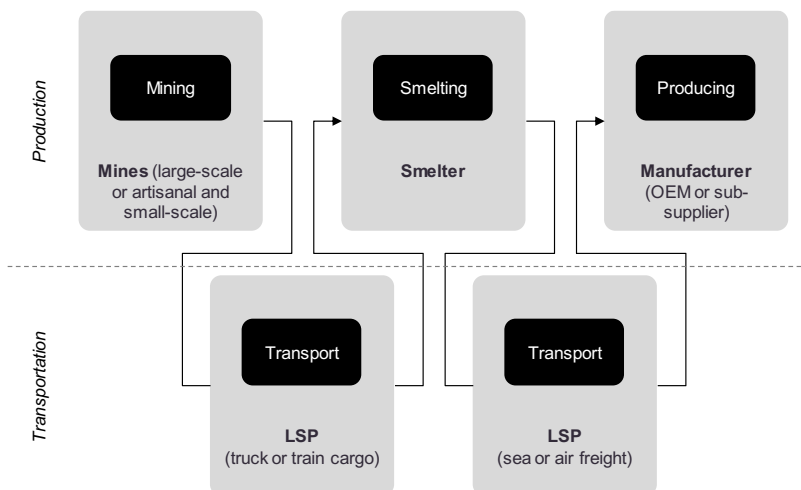 Production
Mining
Mines (large-scale
or artisanal and
small-scale)
Smelting
Smelter
Producing
Manufacturer
(OEM or sub-
supplier)
Transportation
Transport
LSP
(truck or train cargo)
Transport
LSP
(sea or air freight)